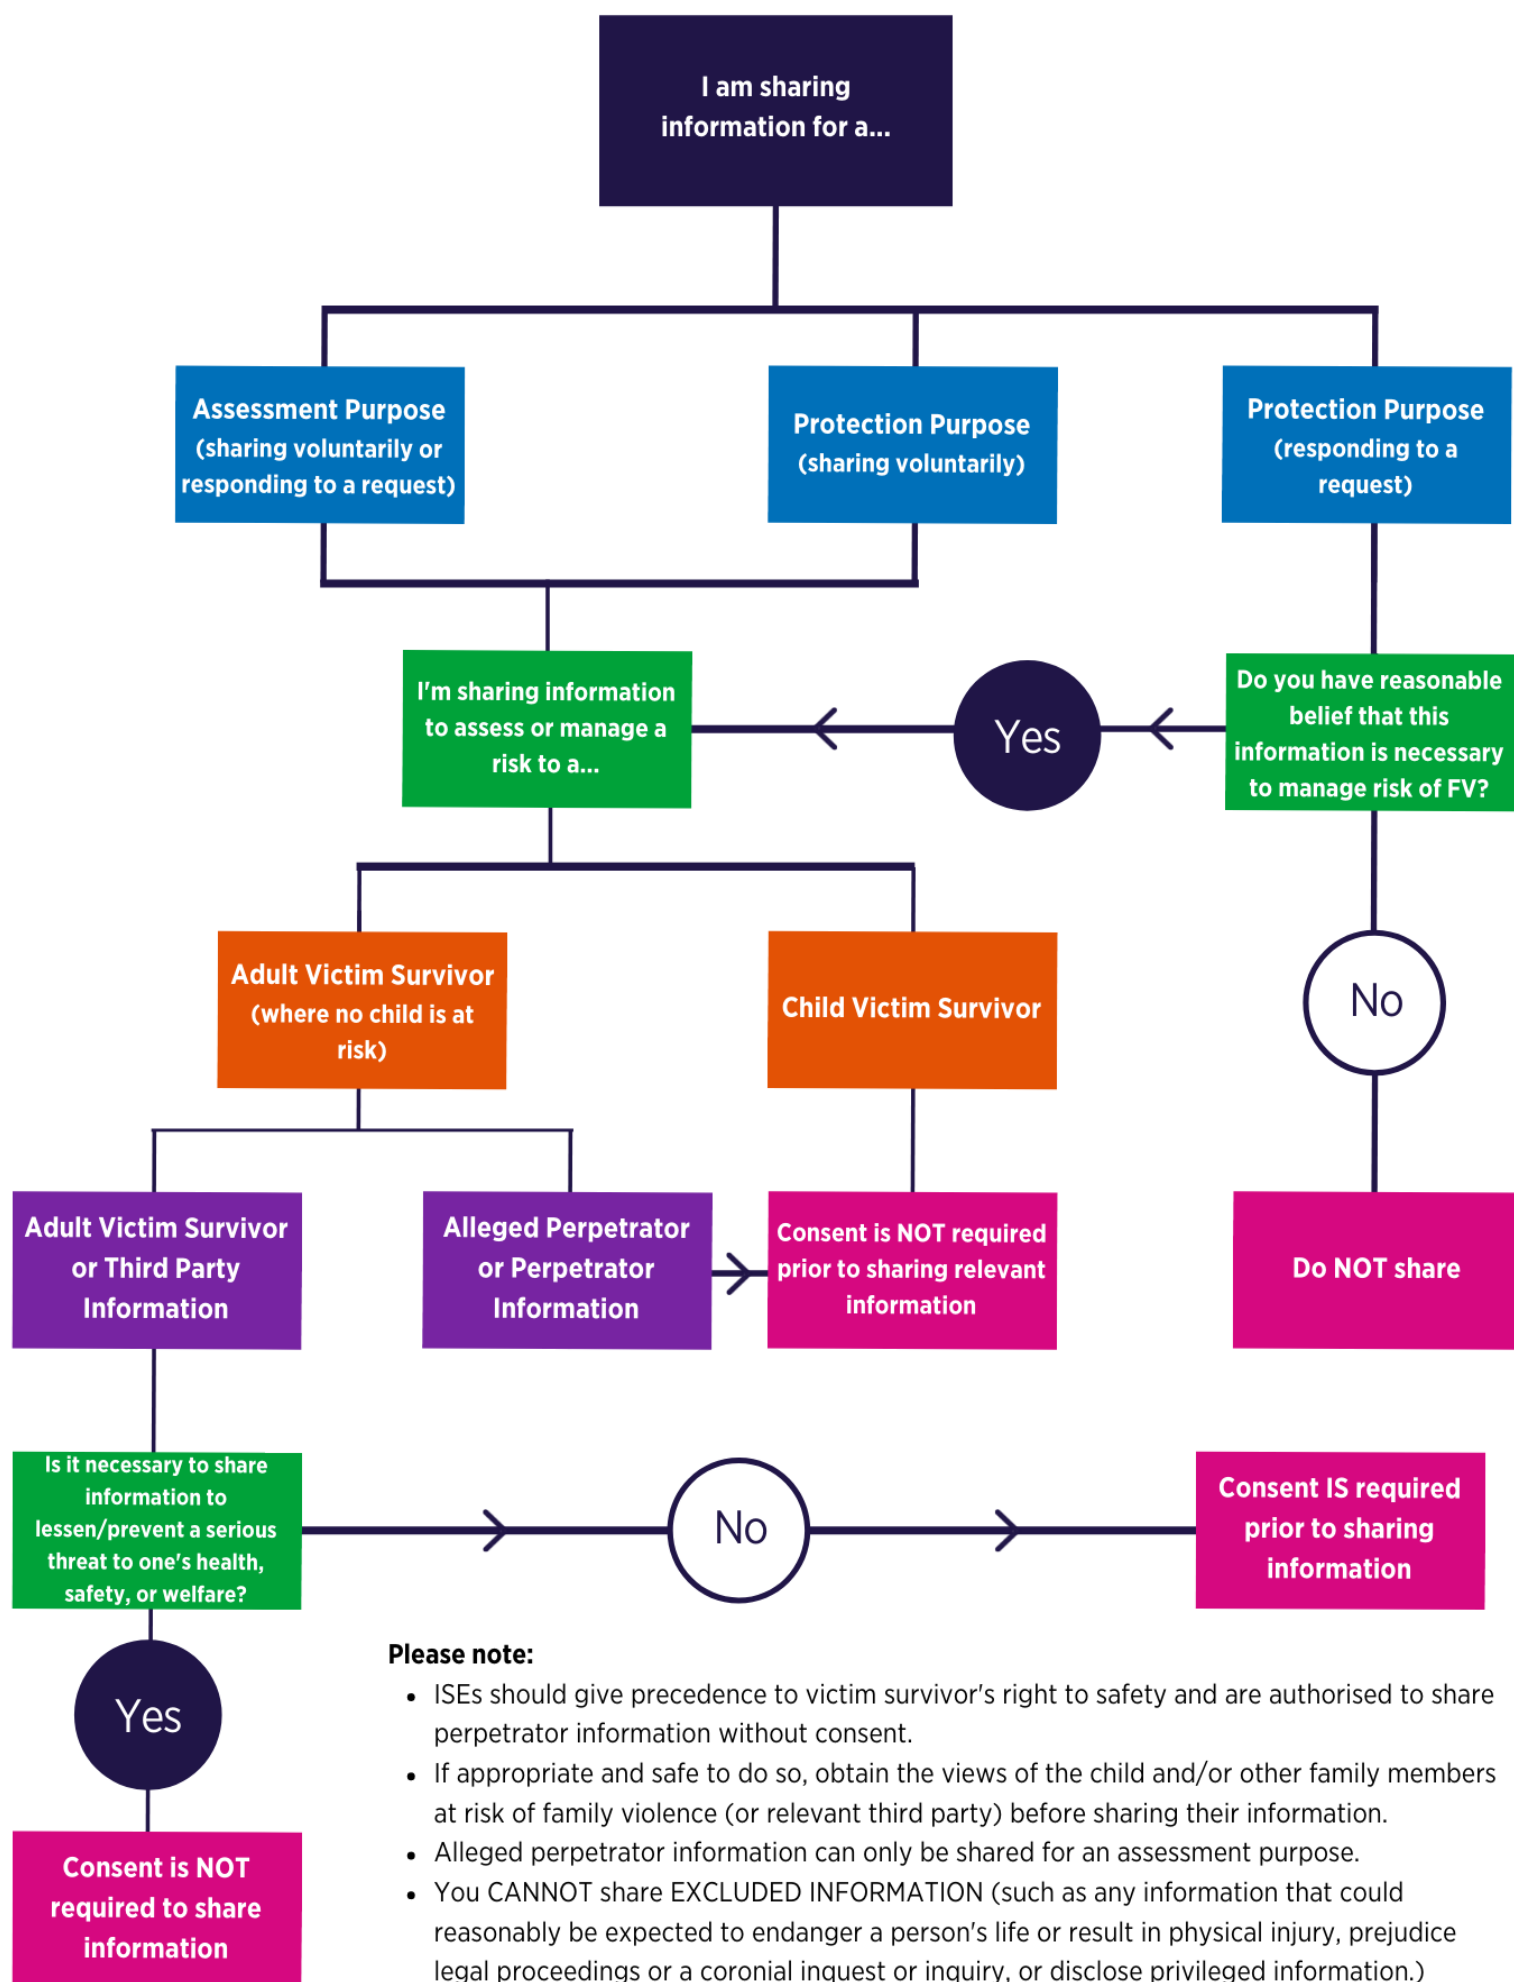 I am sharing
information for a...
Assessment Purpose
(sharing voluntarily or
responding to a request)
Protection Purpose
(sharing voluntarily)
Protection Purpose
(responding to a
request)
I'm sharing information
to assess or manage a
risk to a...
Yes
Do you have reasonable
belief that this
information is necessary
to manage risk of FV?
Adult Victim Survivor
(where no child is at
risk)
Child Victim Survivor
No
Adult Victim Survivor
or Third Party
Information
Alleged Perpetrator
or Perpetrator
Information
Consent is NOT required
prior to sharing relevant
information
Do NOT share
Is it necessary to share
information to
lessen/prevent a serious
threat to one's health,
safety, or welfare?
No
Consent IS required
prior to sharing
information
Yes
Consent is NOT
required to share
information
Please note:
• ISEs should give precedence to victim survivor's right to safety and are authorised to share
perpetrator information without consent.
• If appropriate and safe to do so, obtain the views of the child and/or other family members
at risk of family violence (or relevant third party) before sharing their information.
• Alleged perpetrator information can only be shared for an assessment purpose.
• You CANNOT share EXCLUDED INFORMATION (such as any information that could
reasonably be expected to endanger a person's life or result in physical injury, prejudice
legal proceedings or a coronial inquest or inquiry, or disclose privileged information.)